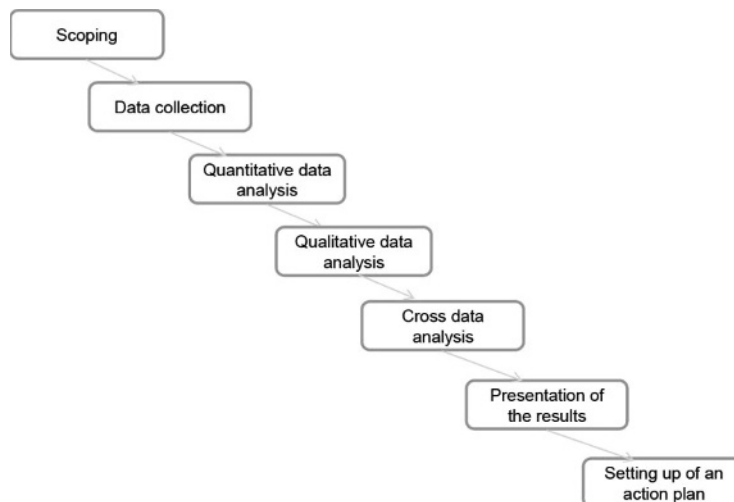 Scoping
Data collection
Quantitative data
analysis
Qualitative data
analysis
Cross data
analysis
Presentation of
the results
Setting up of an
action plan